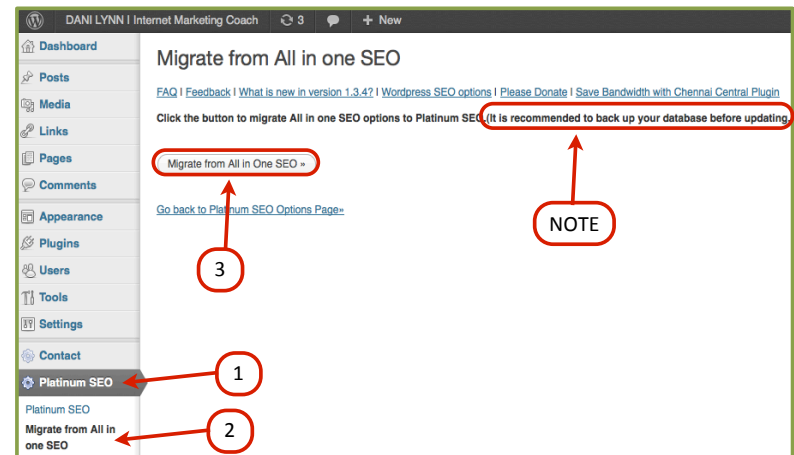 DANI LYNN I Internet Marketing Coach 3 + New
Dashboard
Posts
Media
Links
Pages
Comments
Appearance
Plugins
Users
Tools
Settings
Contact
Platinum SEO
Platinum SEO
Migrate from All in
one SEO
Migrate from All in one SEO
FAQ I Feedback I What is new in version 1.3.4? I Wordpress SEO options I Please Donate I Save Bandwidth with Chennai Central Plugin
Click the button to migrate All in one SEO options to Platinum SEO.(It is recommended to back up your database before updating.
Migrate from All in One SEO »
Go back to Platinum SEO Options Page»
NOTE
3
1
2